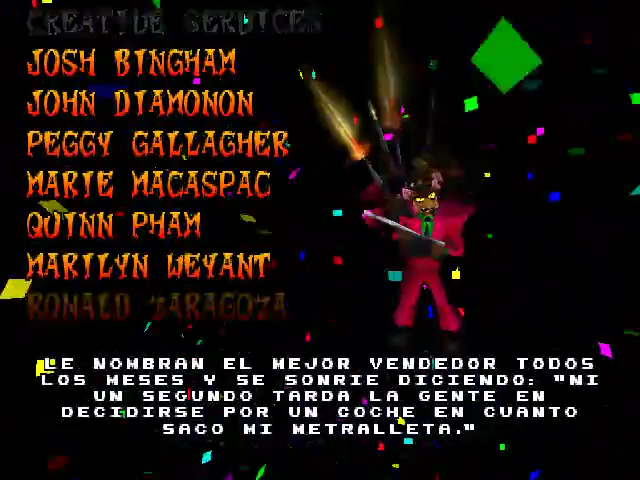 CREATIVE SERVICES
JOSH BINGHAM
JOHN DIAMONON
PEGGY GALLAGHER
MARIE MACASPAC
QUINN PHAM
MARILYN WEYANT
RONALD ZARAGOZA
LE NOMBRAN EL MEJOR VENDEDOR TODOS
LOS MESES Y SE SONRIE DICIENDO: "NI
UN SEGUNDO TARDA LA GENTE EN
DECIDIRSE POR UN COCHE EN CUANTO
SACO MI METRALLETA."